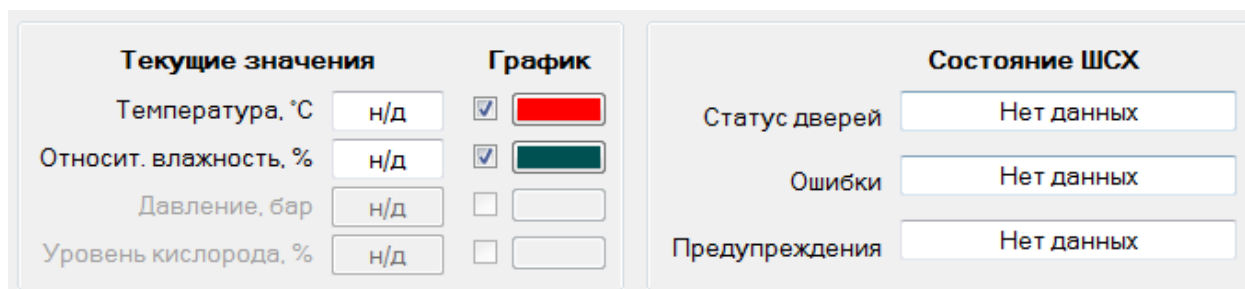 Текущие значения График
Температура, °С н/д
Относит. влажность, % н/д
Давление, бар н/д
Уровень кислорода, % н/д
Состояние ШСХ
Статус дверей Нет данных
Ошибки Нет данных
Предупреждения Нет данных